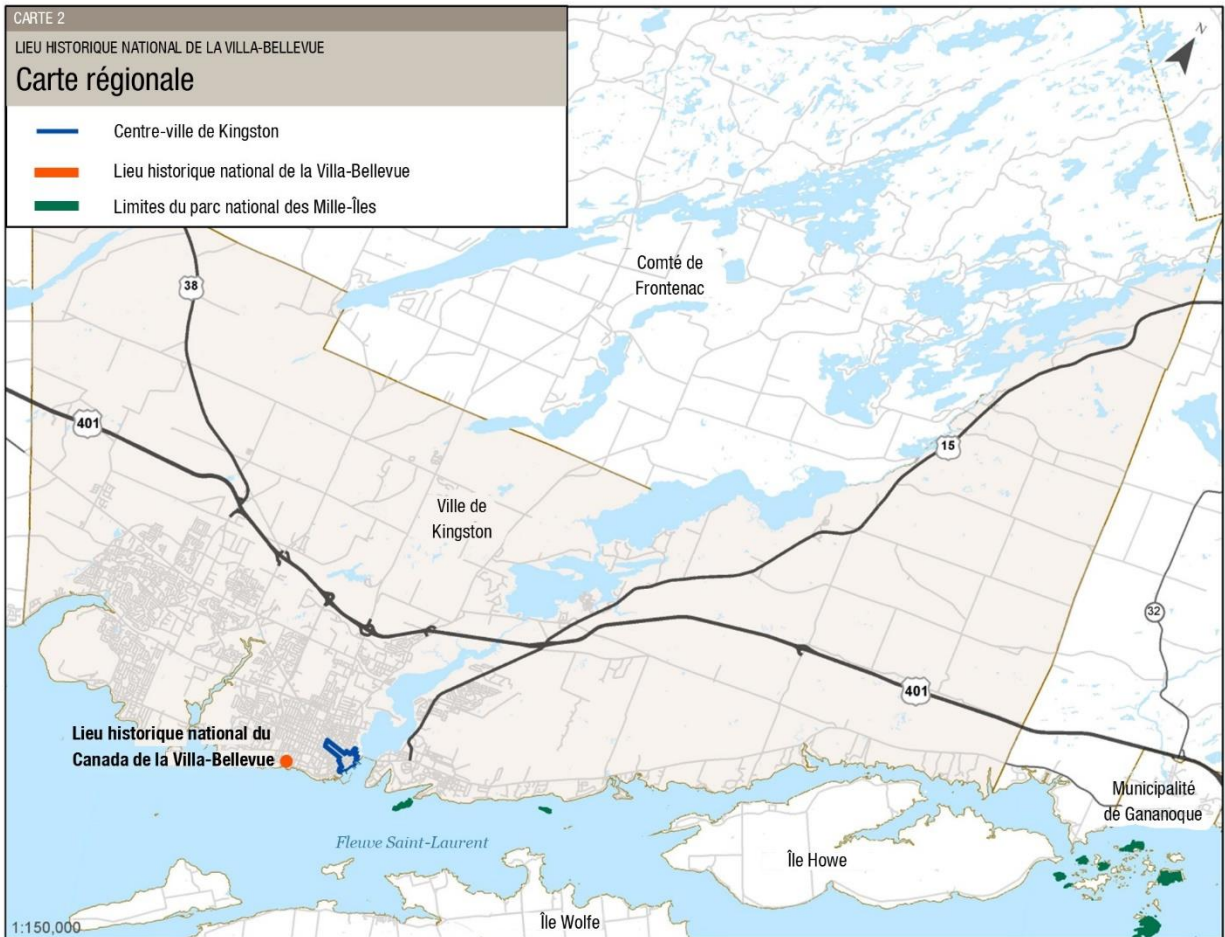 CARTE 2
LIEU HISTORIQUE NATIONAL DE LA VILLA-BELLEVUE
Carte régionale
Centre-ville de Kingston
Lieu historique national de la Villa-Bellevue
Limites du parc national des Mille-Îles
N
Comté de
Frontenac
38
401
15
Ville de
Kingston
32
401
Lieu historique national du
Canada de la Villa-Bellevue
Municipalité
de Gananoque
Fleuve Saint-Laurent
Île Howe
Île Wolfe
1:150,000